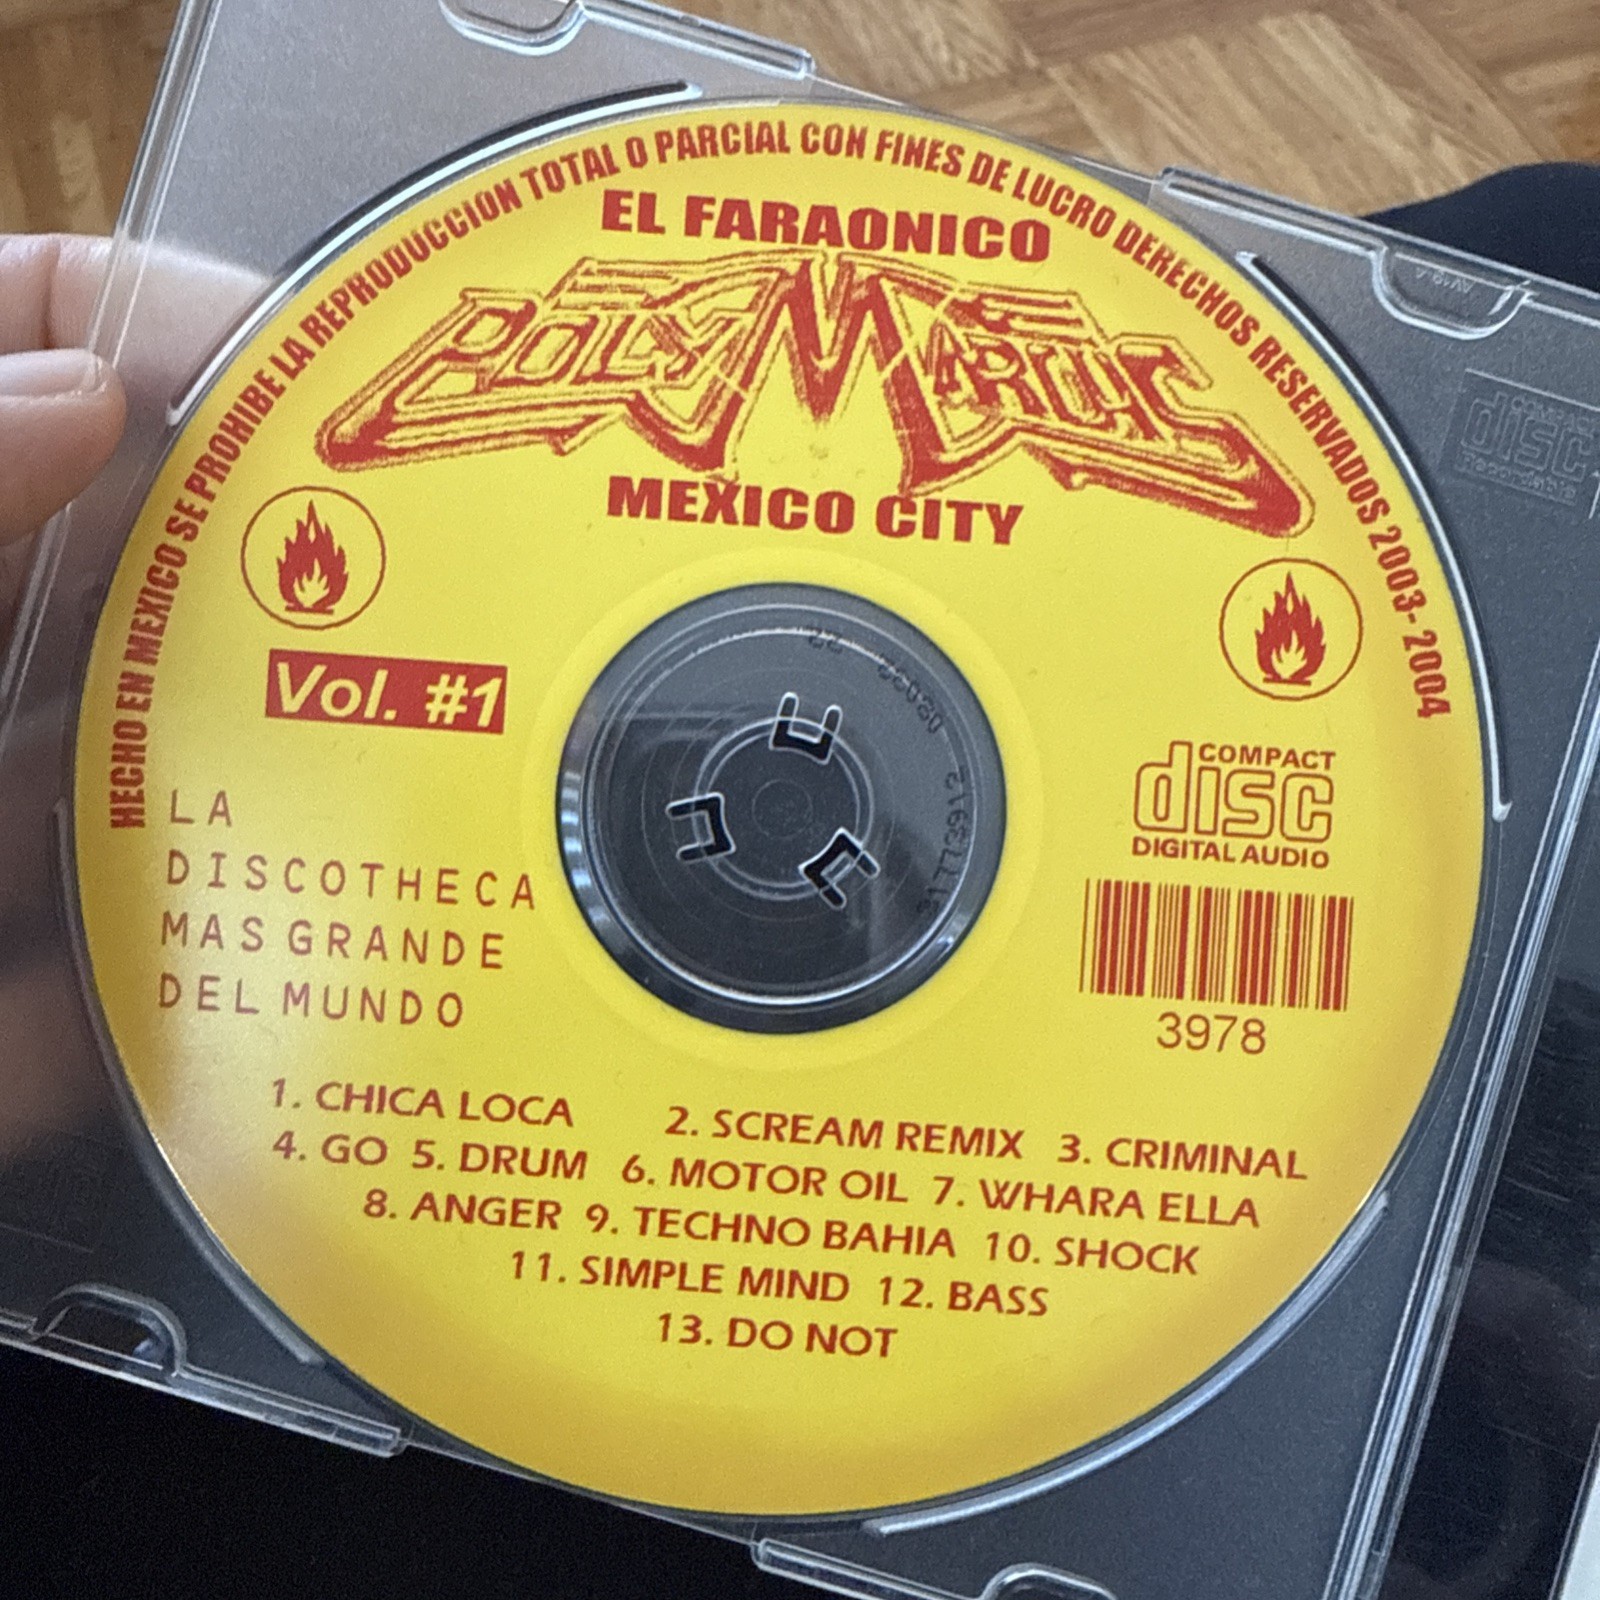 HECHO EN MEXICO SE PROHIBE LA REPRODUCCION TOTAL O PARCIAL CON FINES DE LUCRO DERECHOS RESERVADOS 2003-2004
EL FARAONICO
POLYMARCHS
MEXICO CITY
Vol. #1
LA
DISCOTHECA
MAS GRANDE
DEL MUNDO
COMPACT
disc
DIGITAL AUDIO
3978
1. CHICA LOCA 2. SCREAM REMIX 3. CRIMINAL
4. GO 5. DRUM 6. MOTOR OIL 7. WHARA ELLA
8. ANGER 9. TECHNO BAHIA 10. SHOCK
11. SIMPLE MIND 12. BASS
13. DO NOT
COMPACT
disc
Recordable